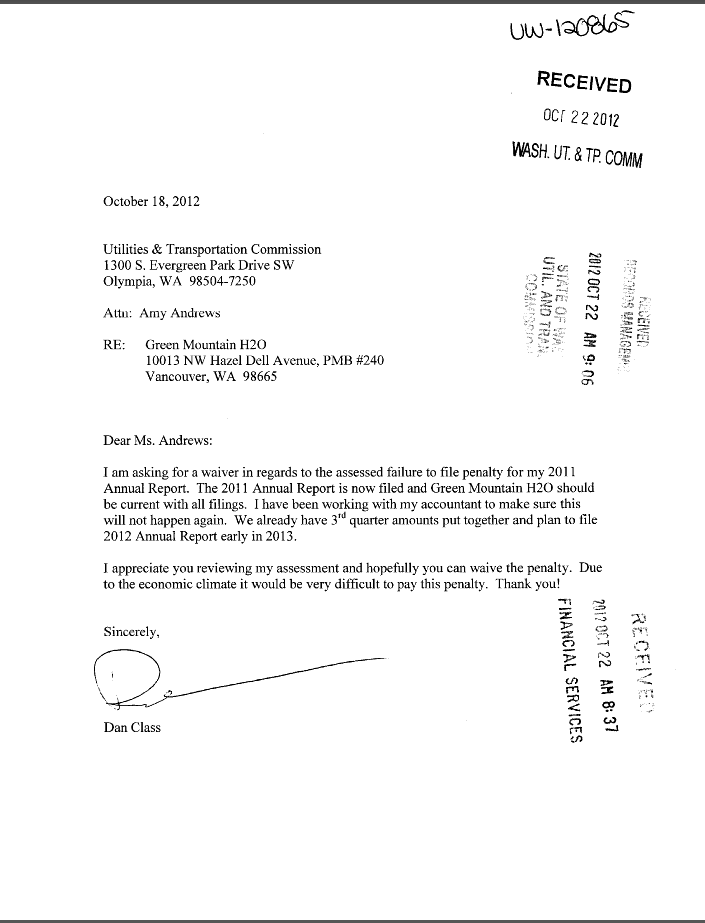 UW-120865
RECEIVED
OCT 22 2012
WASH. UT. & TP. COMM
October 18, 2012
Utilities & Transportation Commission
1300 S. Evergreen Park Drive SW
Olympia, WA 98504-7250
Attn: Amy Andrews
RE: Green Mountain H2O
10013 NW Hazel Dell Avenue, PMB #240
Vancouver, WA 98665
RECEIVED
RECORDS MANAGEM
2012 OCT 22 AM 9:06
STATE OF WA
UTIL. AND TRAN
COMMISSION
Dear Ms. Andrews:
I am asking for a waiver in regards to the assessed failure to file penalty for my 2011
Annual Report. The 2011 Annual Report is now filed and Green Mountain H2O should
be current with all filings. I have been working with my accountant to make sure this
will not happen again. We already have 3rd quarter amounts put together and plan to file
2012 Annual Report early in 2013.
I appreciate you reviewing my assessment and hopefully you can waive the penalty. Due
to the economic climate it would be very difficult to pay this penalty. Thank you!
Sincerely,
Dan Class
RECEIVED
2012 OCT 22 AM 8:37
FINANCIAL SERVICES